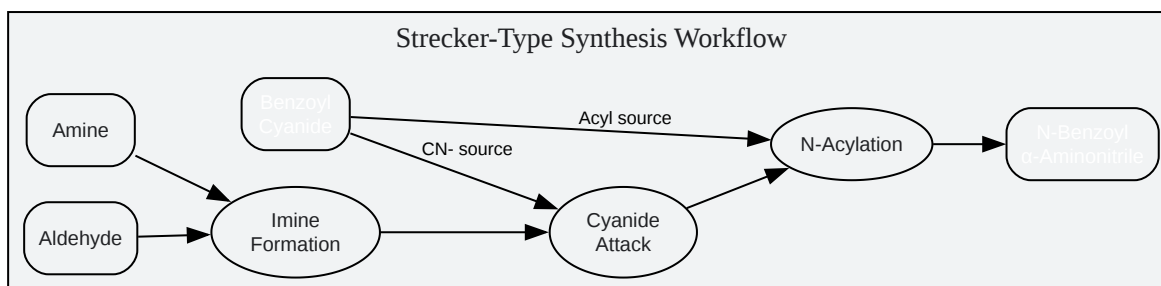 Strecker-Type Synthesis Workflow
Benzoyl
Cyanide
Amine
Acyl source
CN- source
N-Acylation
N-Benzoyl
α-Aminonitrile
Aldehyde
Imine
Formation
Cyanide
Attack